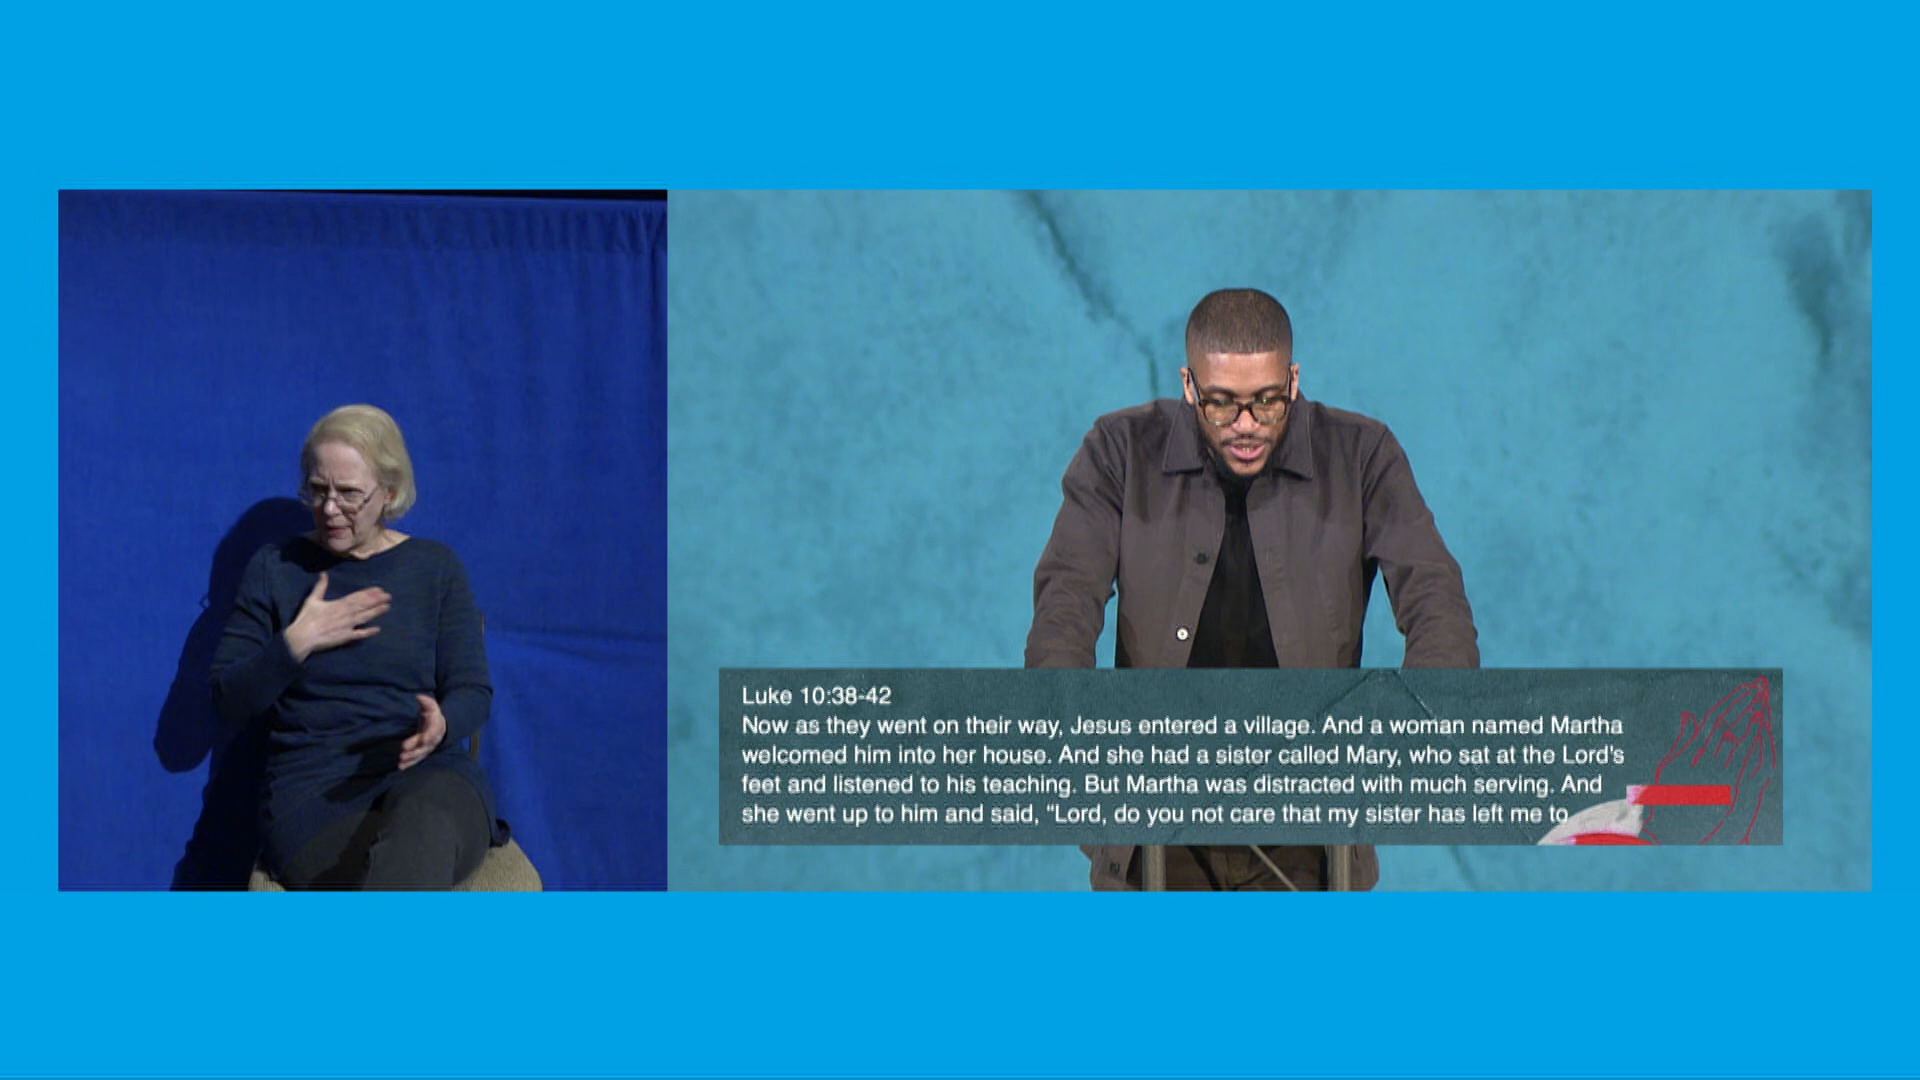 Luke 10:38-42
Now as they went on their way, Jesus entered a village. And a woman named Martha
welcomed him into her house. And she had a sister called Mary, who sat at the Lord's
feet and listened to his teaching. But Martha was distracted with much serving. And
she went up to him and said, “Lord, do you not care that my sister has left me to